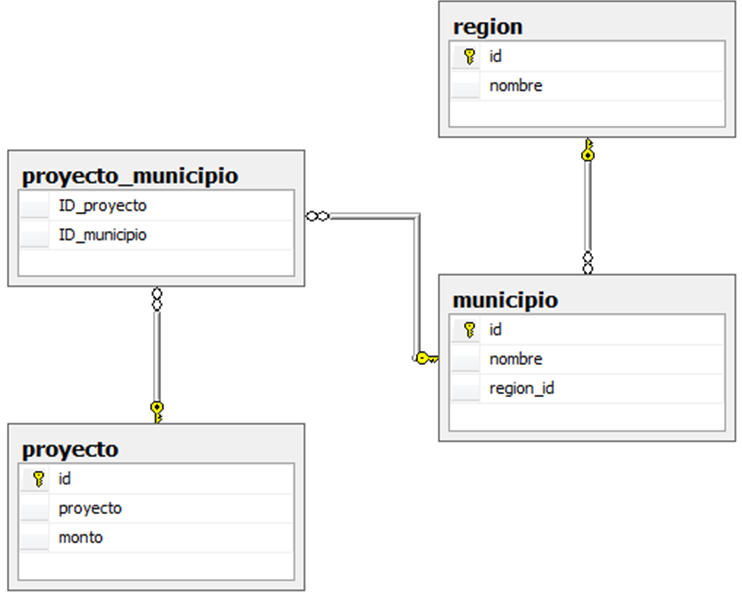 region
id
nombre
proyecto_municipio
ID_proyecto
ID_municipio
municipio
id
nombre
region_id
proyecto
id
proyecto
monto